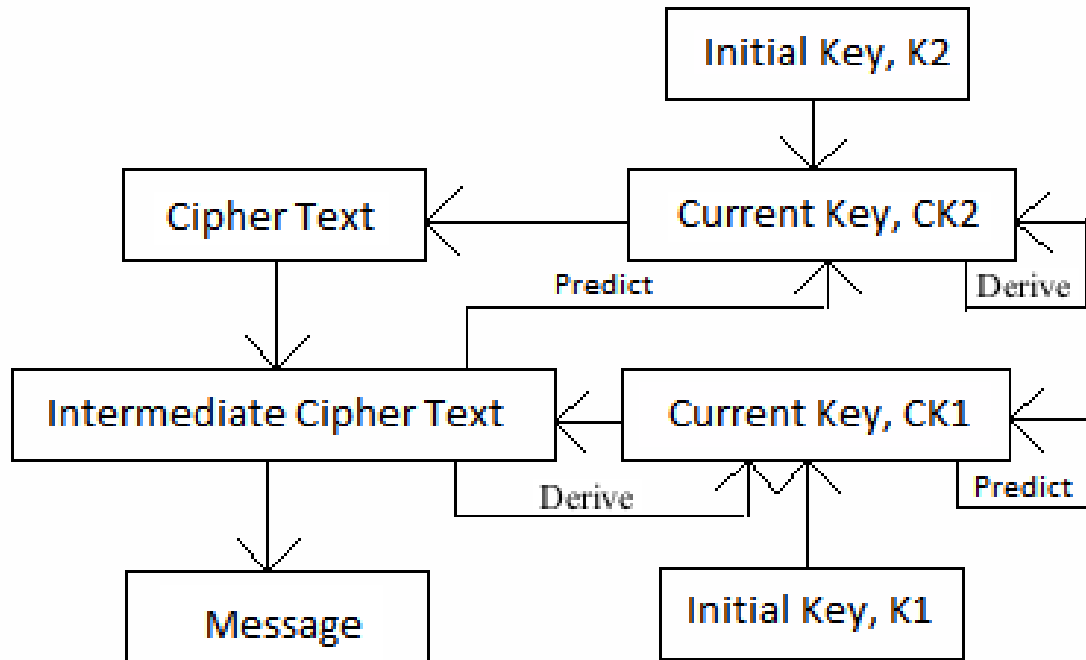 Initial Key, K2
Cipher Text
Current Key, CK2
Predict
Derive
Intermediate Cipher Text
Current Key, CK1
Derive
Predict
Message
Initial Key, K1